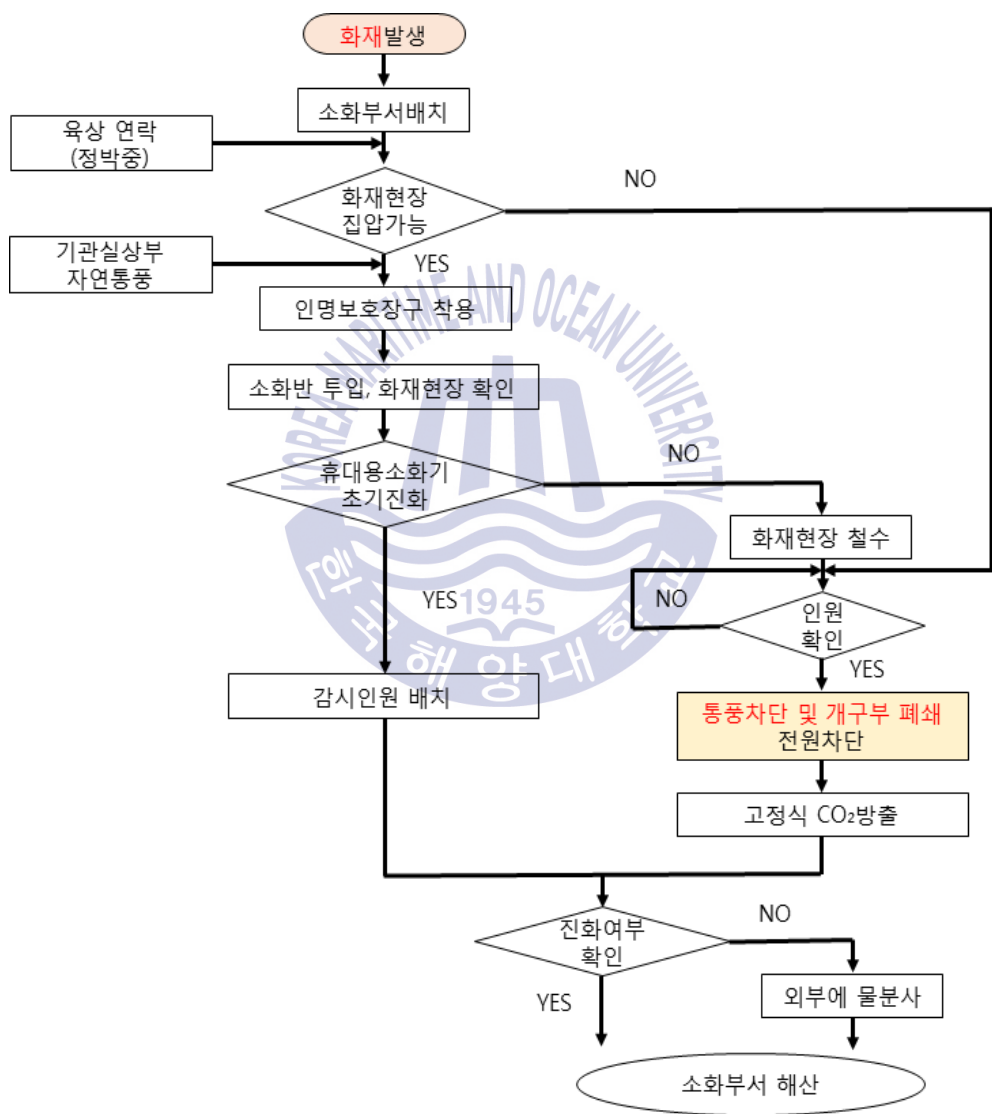 화재발생
소화부서배치
육상 연락
(정박중)
화재현장
집압가능
NO
기관실상부
자연통풍
YES
인명보호장구 착용
소화반 투입, 화재현장 확인
휴대용소화기
초기진화
NO
화재현장 철수
YES
NO
인원
확인
YES
감시인원 배치
통풍차단 및 개구부 폐쇄
전원차단
고정식 CO₂방출
진화여부
확인
NO
YES
외부에 물분사
소화부서 해산
KOREA MARITIME AND OCEAN UNIVERSITY
1945
한국해양대학교